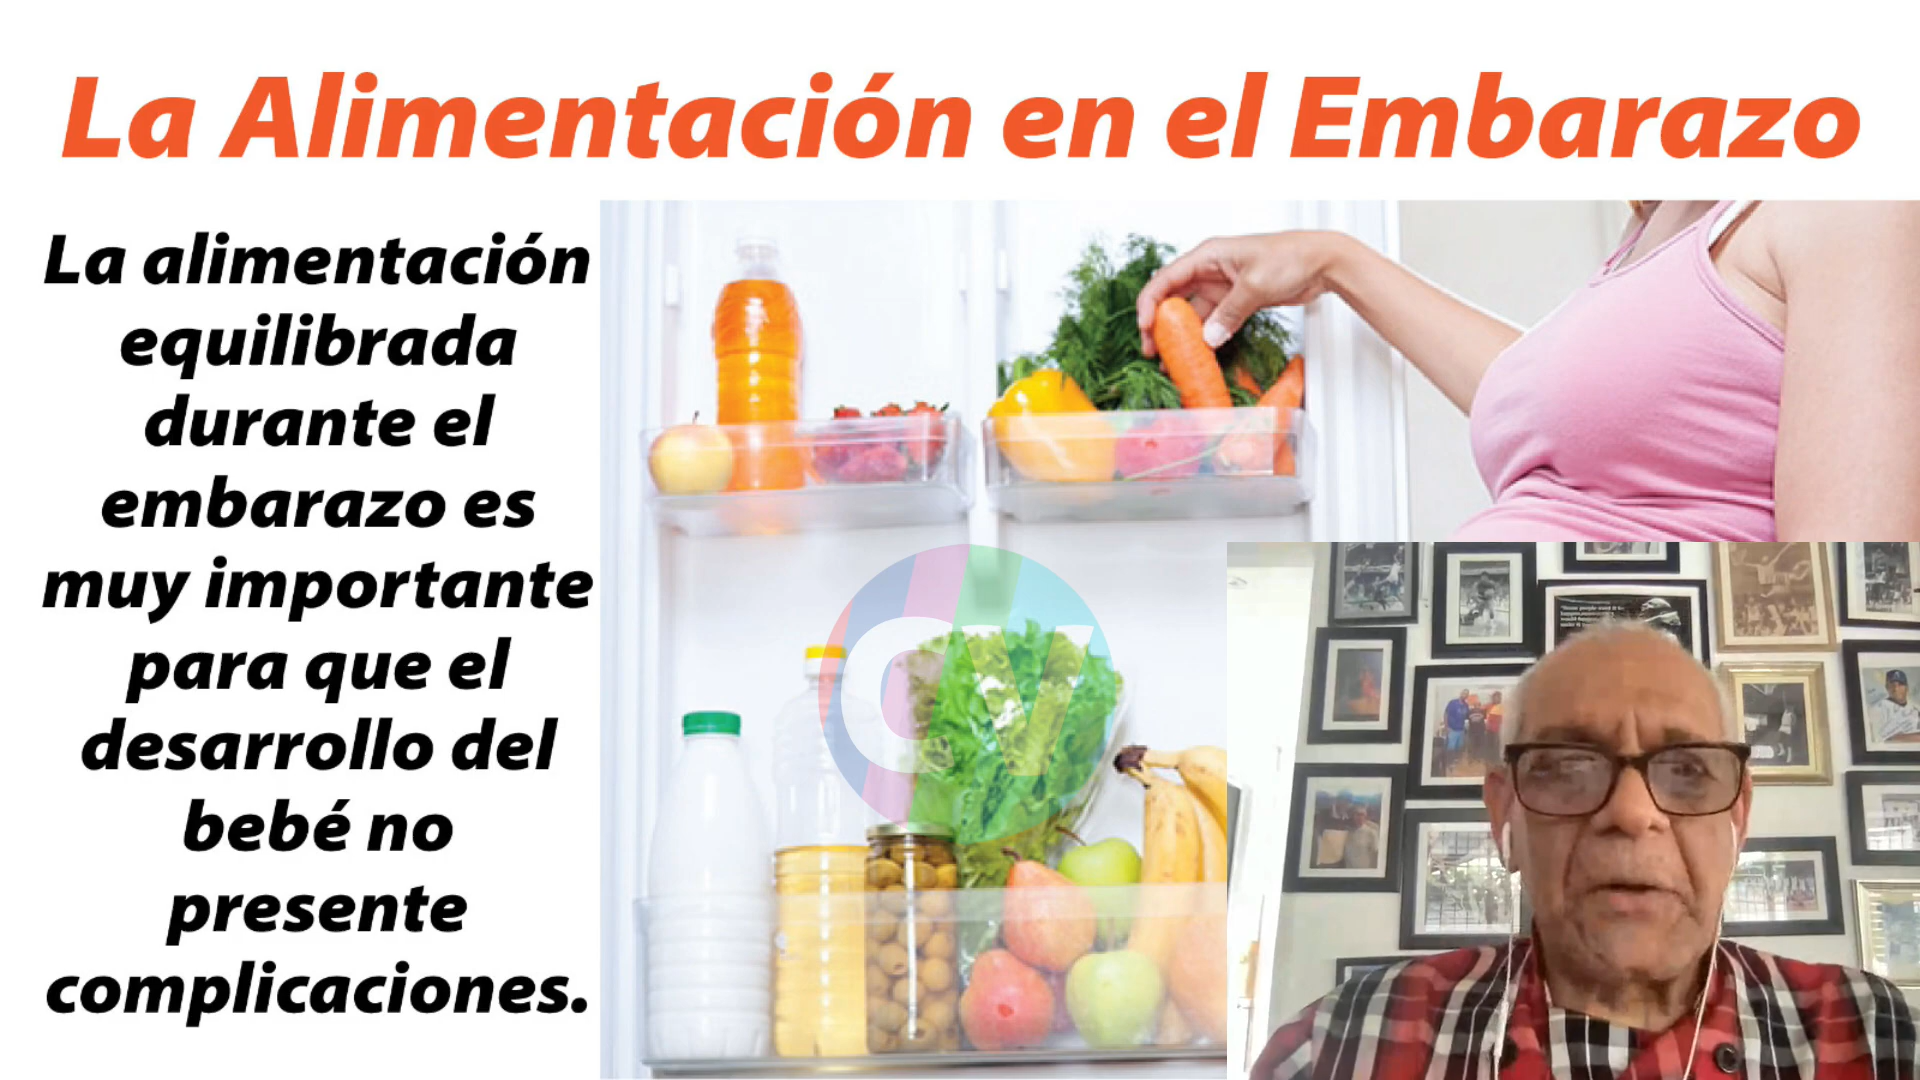 La Alimentación en el Embarazo
La alimentación
equilibrada
durante el
embarazo es
muy importante
para que el
desarrollo del
bebé no
presente
complicaciones.
CV